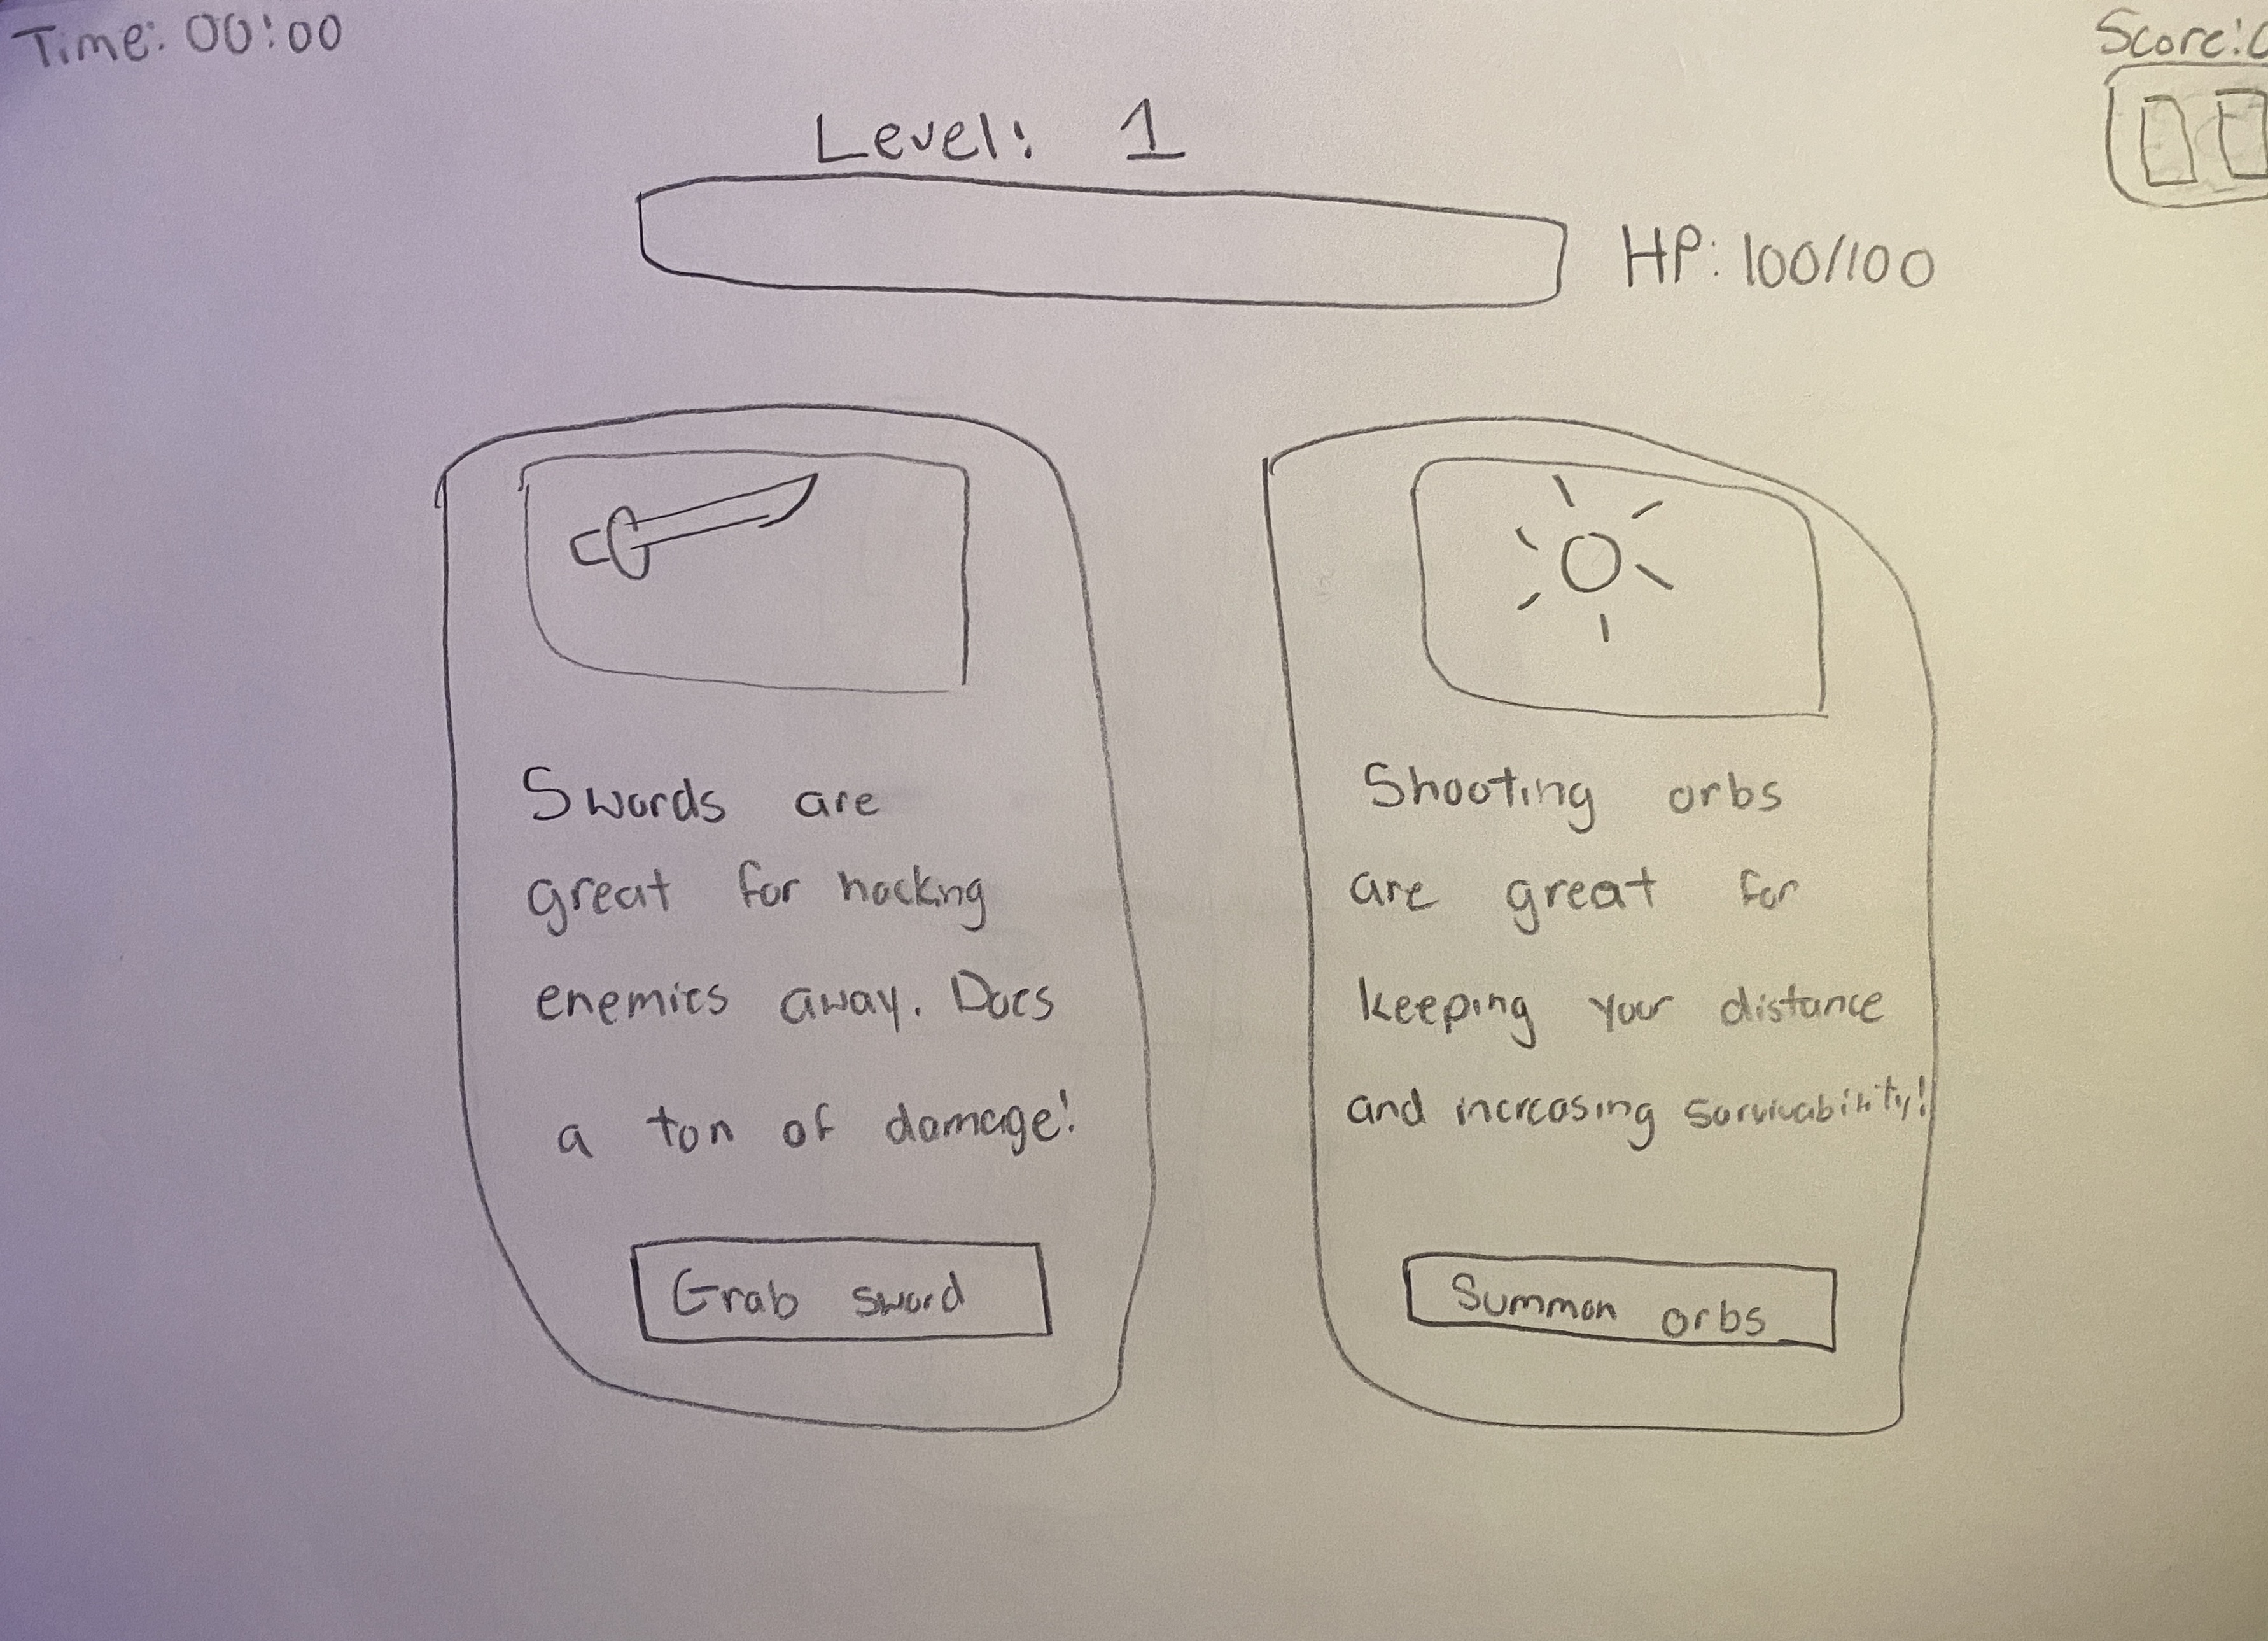 Time: 00:00
Score:
Level: 1
HP: 100/100
Swords are
great for hacking
enemies away. Does
a ton of damage!
Grab sword
Shooting orbs
are great for
keeping your distance
and increasing survivability!
Summon orbs